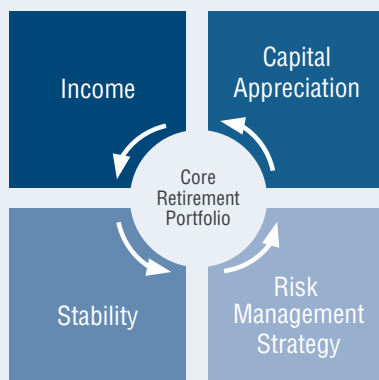 Income
Capital
Appreciation
Core
Retirement
Portfolio
Stability
Risk
Management
Strategy